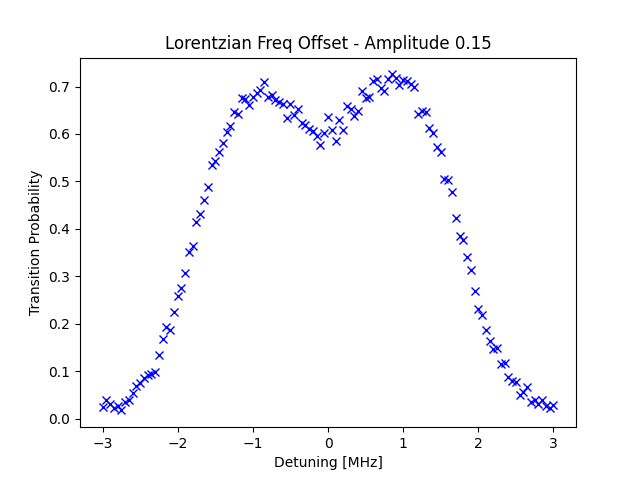 Lorentzian Freq Offset - Amplitude 0.15
Transition Probability
0.7
0.6
0.5
0.4
0.3
0.2
0.1
0.0
−3 −2 −1 0 1 2 3
Detuning [MHz]